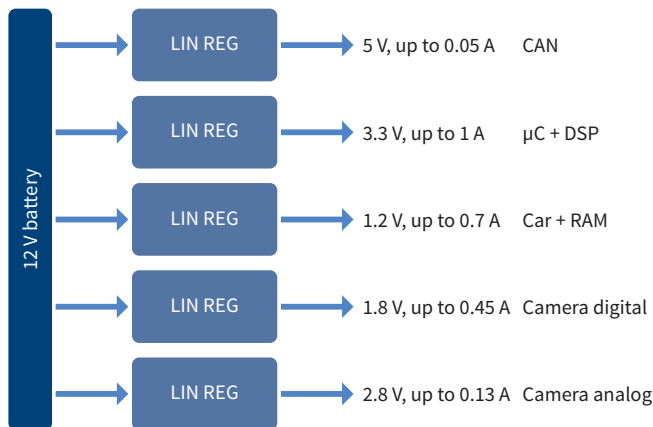 12 V battery
LIN REG
5 V, up to 0.05 A CAN
LIN REG
3.3 V, up to 1 A µC + DSP
LIN REG
1.2 V, up to 0.7 A Car + RAM
LIN REG
1.8 V, up to 0.45 A Camera digital
LIN REG
2.8 V, up to 0.13 A Camera analog